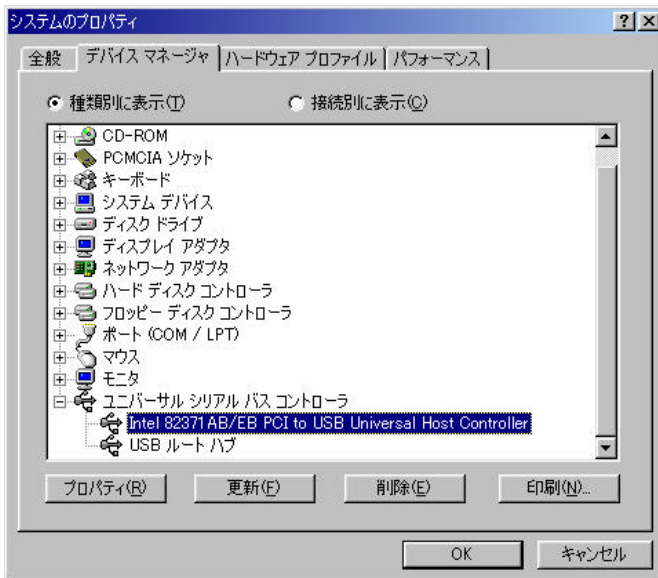 システムのプロパティ
全般 デバイス マネージャ ハードウェア プロファイル パフォーマンス
種類別に表示(T) 接続別に表示(C)
CD-ROM
PCMCIA ソケット
キーボード
システム デバイス
ディスク ドライブ
ディスプレイ アダプタ
ネットワーク アダプタ
ハード ディスク コントローラ
フロッピー ディスク コントローラ
ポート (COM / LPT)
マウス
モニタ
ユニバーサル シリアル バス コントローラ
Intel 82371AB/EB PCI to USB Universal Host Controller
USB ルート ハブ
プロパティ(R) 更新(F) 削除(E) 印刷(N)...
OK キャンセル